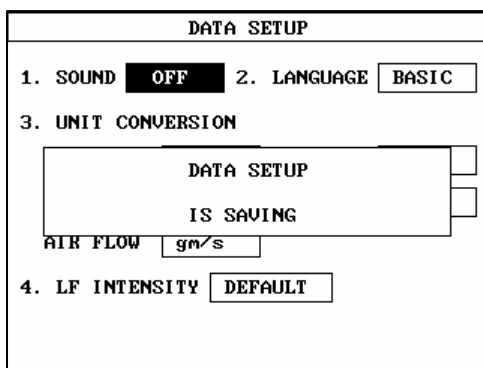 DATA SETUP
1. SOUND OFF 2. LANGUAGE BASIC
3. UNIT CONVERSION
DATA SETUP
IS SAVING
AIR FLOW gm/s
4. LF INTENSITY DEFAULT